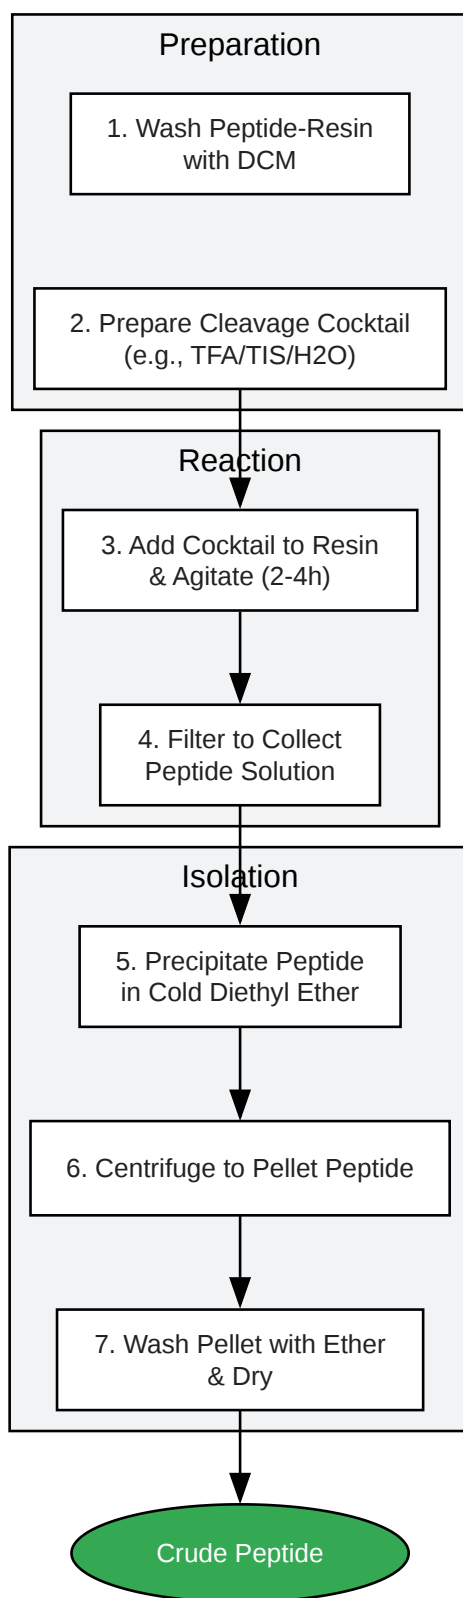 Preparation
1. Wash Peptide-Resin
with DCM
2. Prepare Cleavage Cocktail
(e.g., TFA/TIS/H2O)
Reaction
3. Add Cocktail to Resin
& Agitate (2-4h)
4. Filter to Collect
Peptide Solution
Isolation
5. Precipitate Peptide
in Cold Diethyl Ether
6. Centrifuge to Pellet Peptide
7. Wash Pellet with Ether
& Dry
Crude Peptide